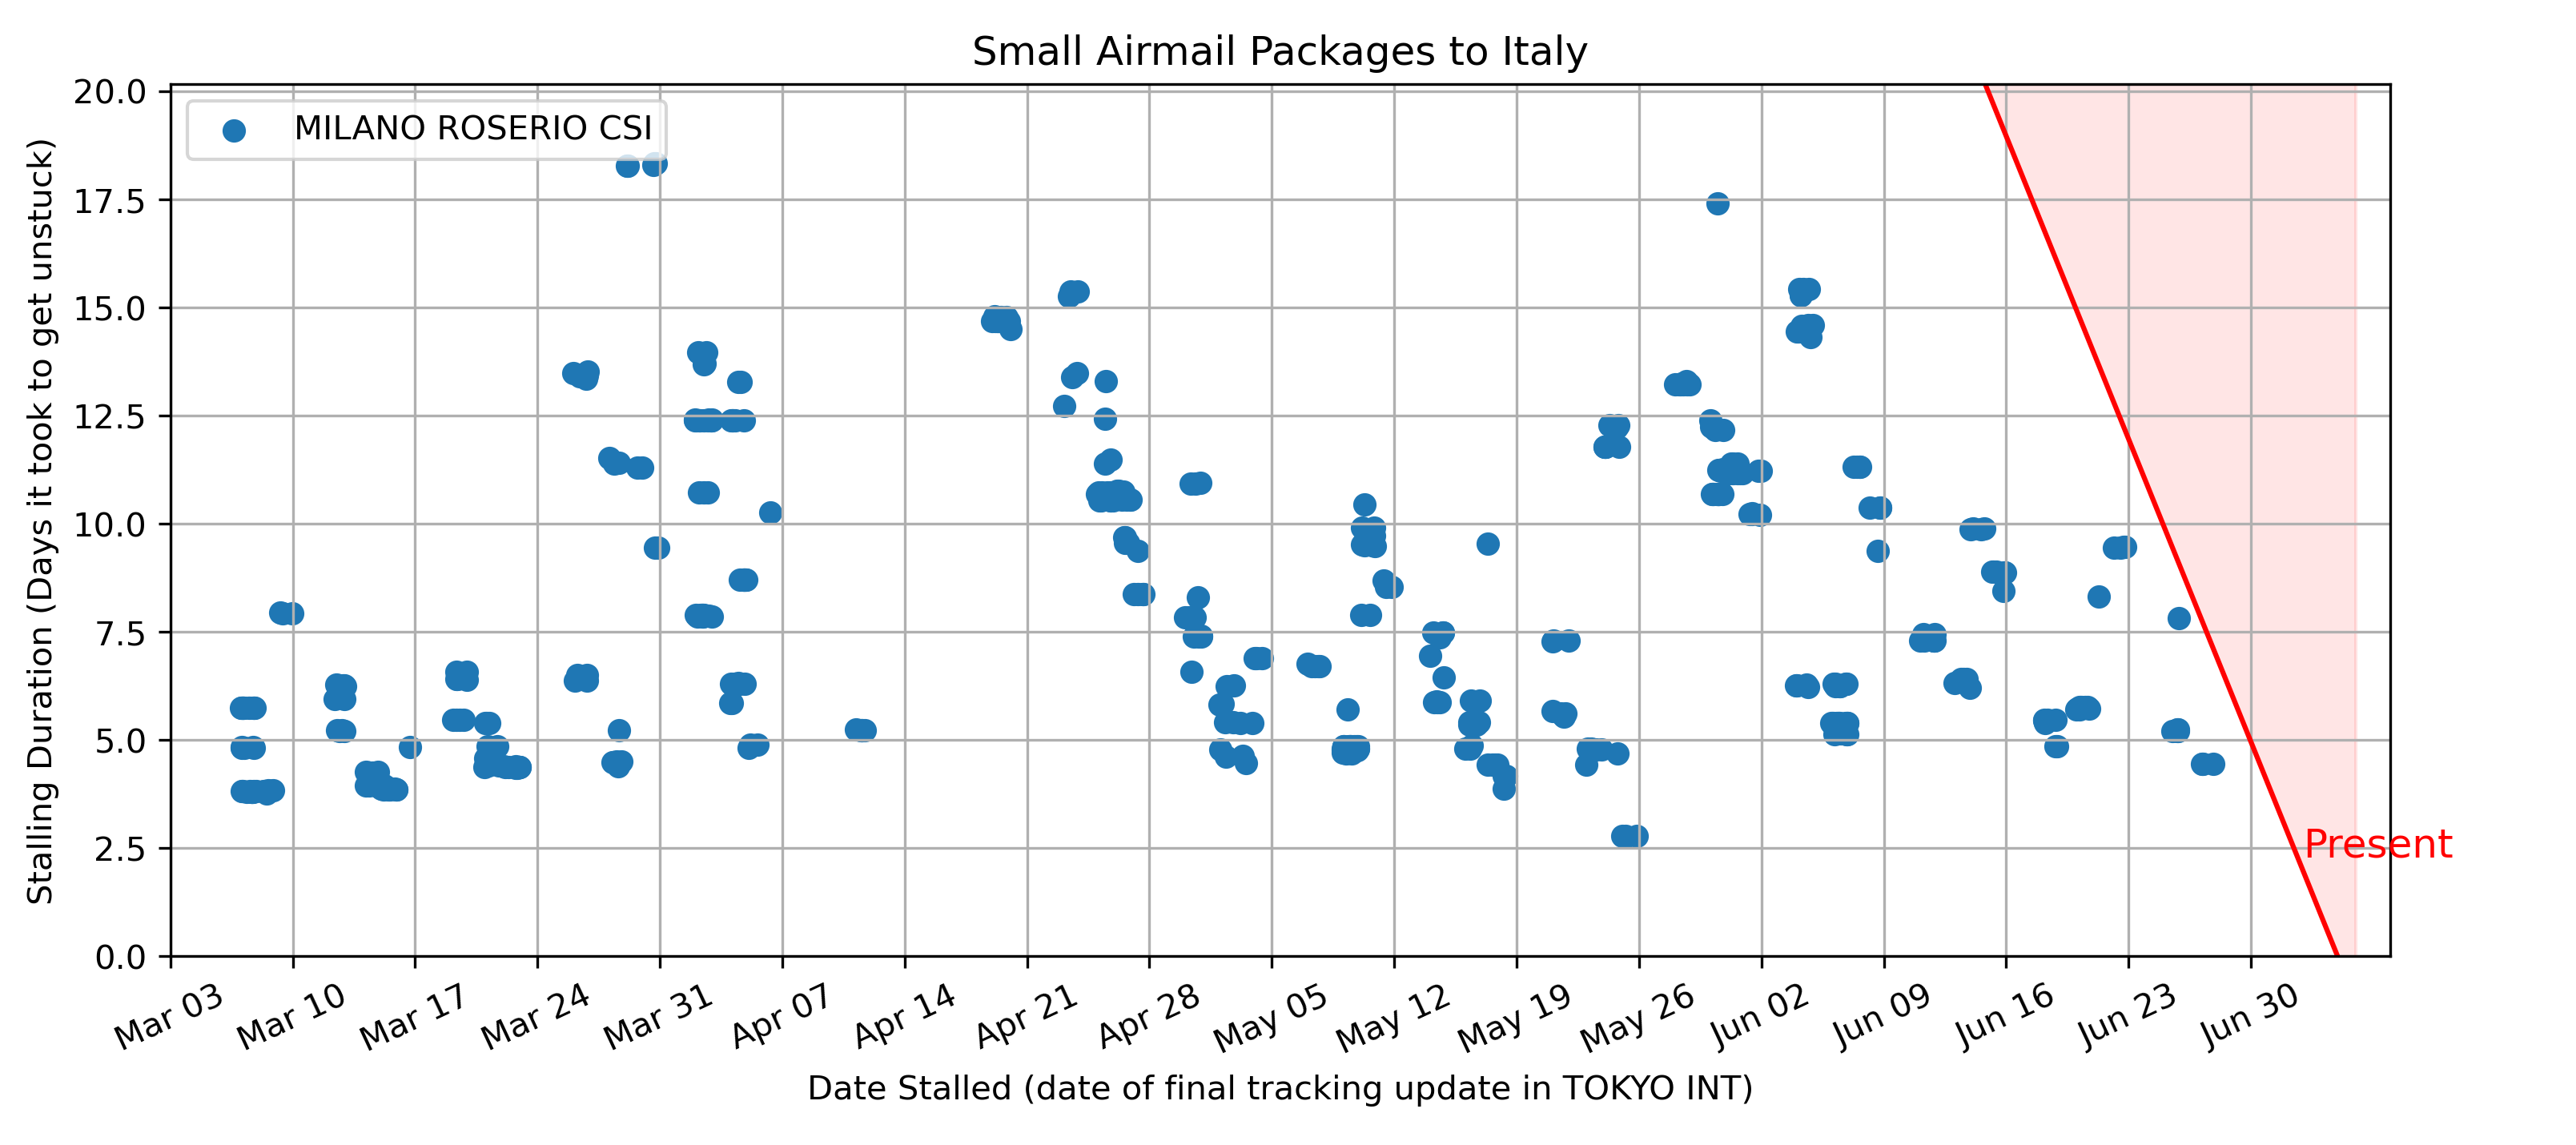 Small Airmail Packages to Italy
MILANO ROSERIO CSI
Stalling Duration (Days it took to get unstuck)
20.0
17.5
15.0
12.5
10.0
7.5
5.0
2.5
0.0
Present
Mar 03
Mar 10
Mar 17
Mar 24
Mar 31
Apr 07
Apr 14
Apr 21
Apr 28
May 05
May 12
May 19
May 26
Jun 02
Jun 09
Jun 16
Jun 23
Jun 30
Date Stalled (date of final tracking update in TOKYO INT)